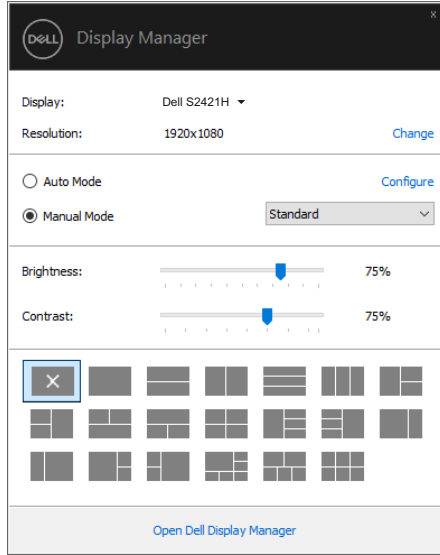 DELL Display Manager x
Display: Dell S2421H
Resolution: 1920x1080 Change
Auto Mode Configure
Manual Mode Standard
Brightness: 75%
Contrast: 75%
Open Dell Display Manager